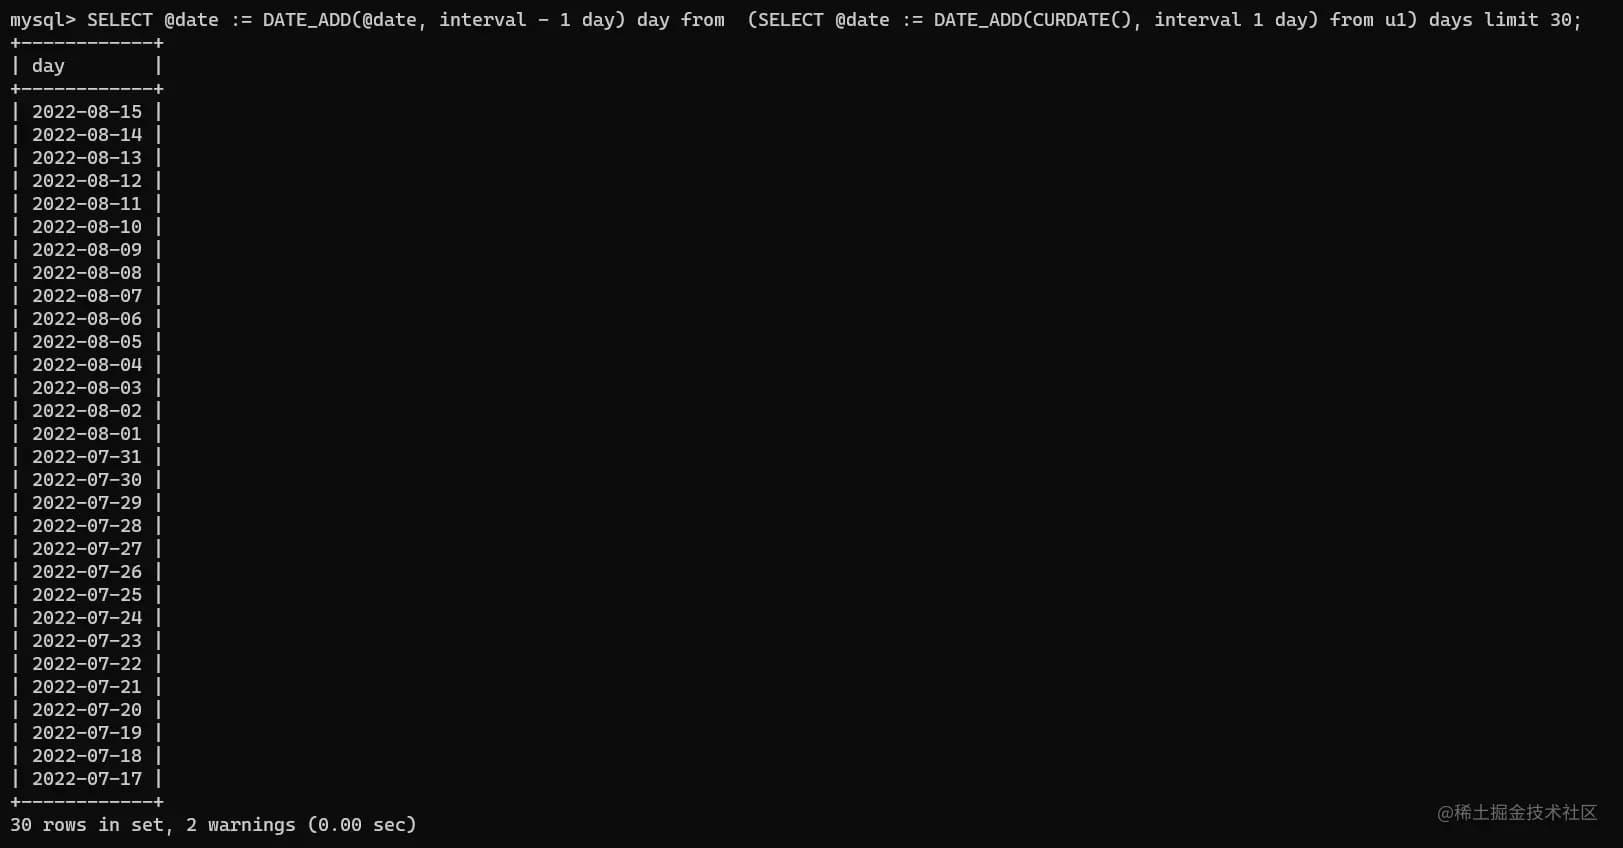 mysql> SELECT @date := DATE_ADD(@date, interval - 1 day) day from  (SELECT @date := DATE_ADD(CURDATE(), interval 1 day) from u1) days limit 30;
+------------+
| day        |
+------------+
| 2022-08-15 |
| 2022-08-14 |
| 2022-08-13 |
| 2022-08-12 |
| 2022-08-11 |
| 2022-08-10 |
| 2022-08-09 |
| 2022-08-08 |
| 2022-08-07 |
| 2022-08-06 |
| 2022-08-05 |
| 2022-08-04 |
| 2022-08-03 |
| 2022-08-02 |
| 2022-08-01 |
| 2022-07-31 |
| 2022-07-30 |
| 2022-07-29 |
| 2022-07-28 |
| 2022-07-27 |
| 2022-07-26 |
| 2022-07-25 |
| 2022-07-24 |
| 2022-07-23 |
| 2022-07-22 |
| 2022-07-21 |
| 2022-07-20 |
| 2022-07-19 |
| 2022-07-18 |
| 2022-07-17 |
+------------+
30 rows in set, 2 warnings (0.00 sec)
@稀土掘金技术社区